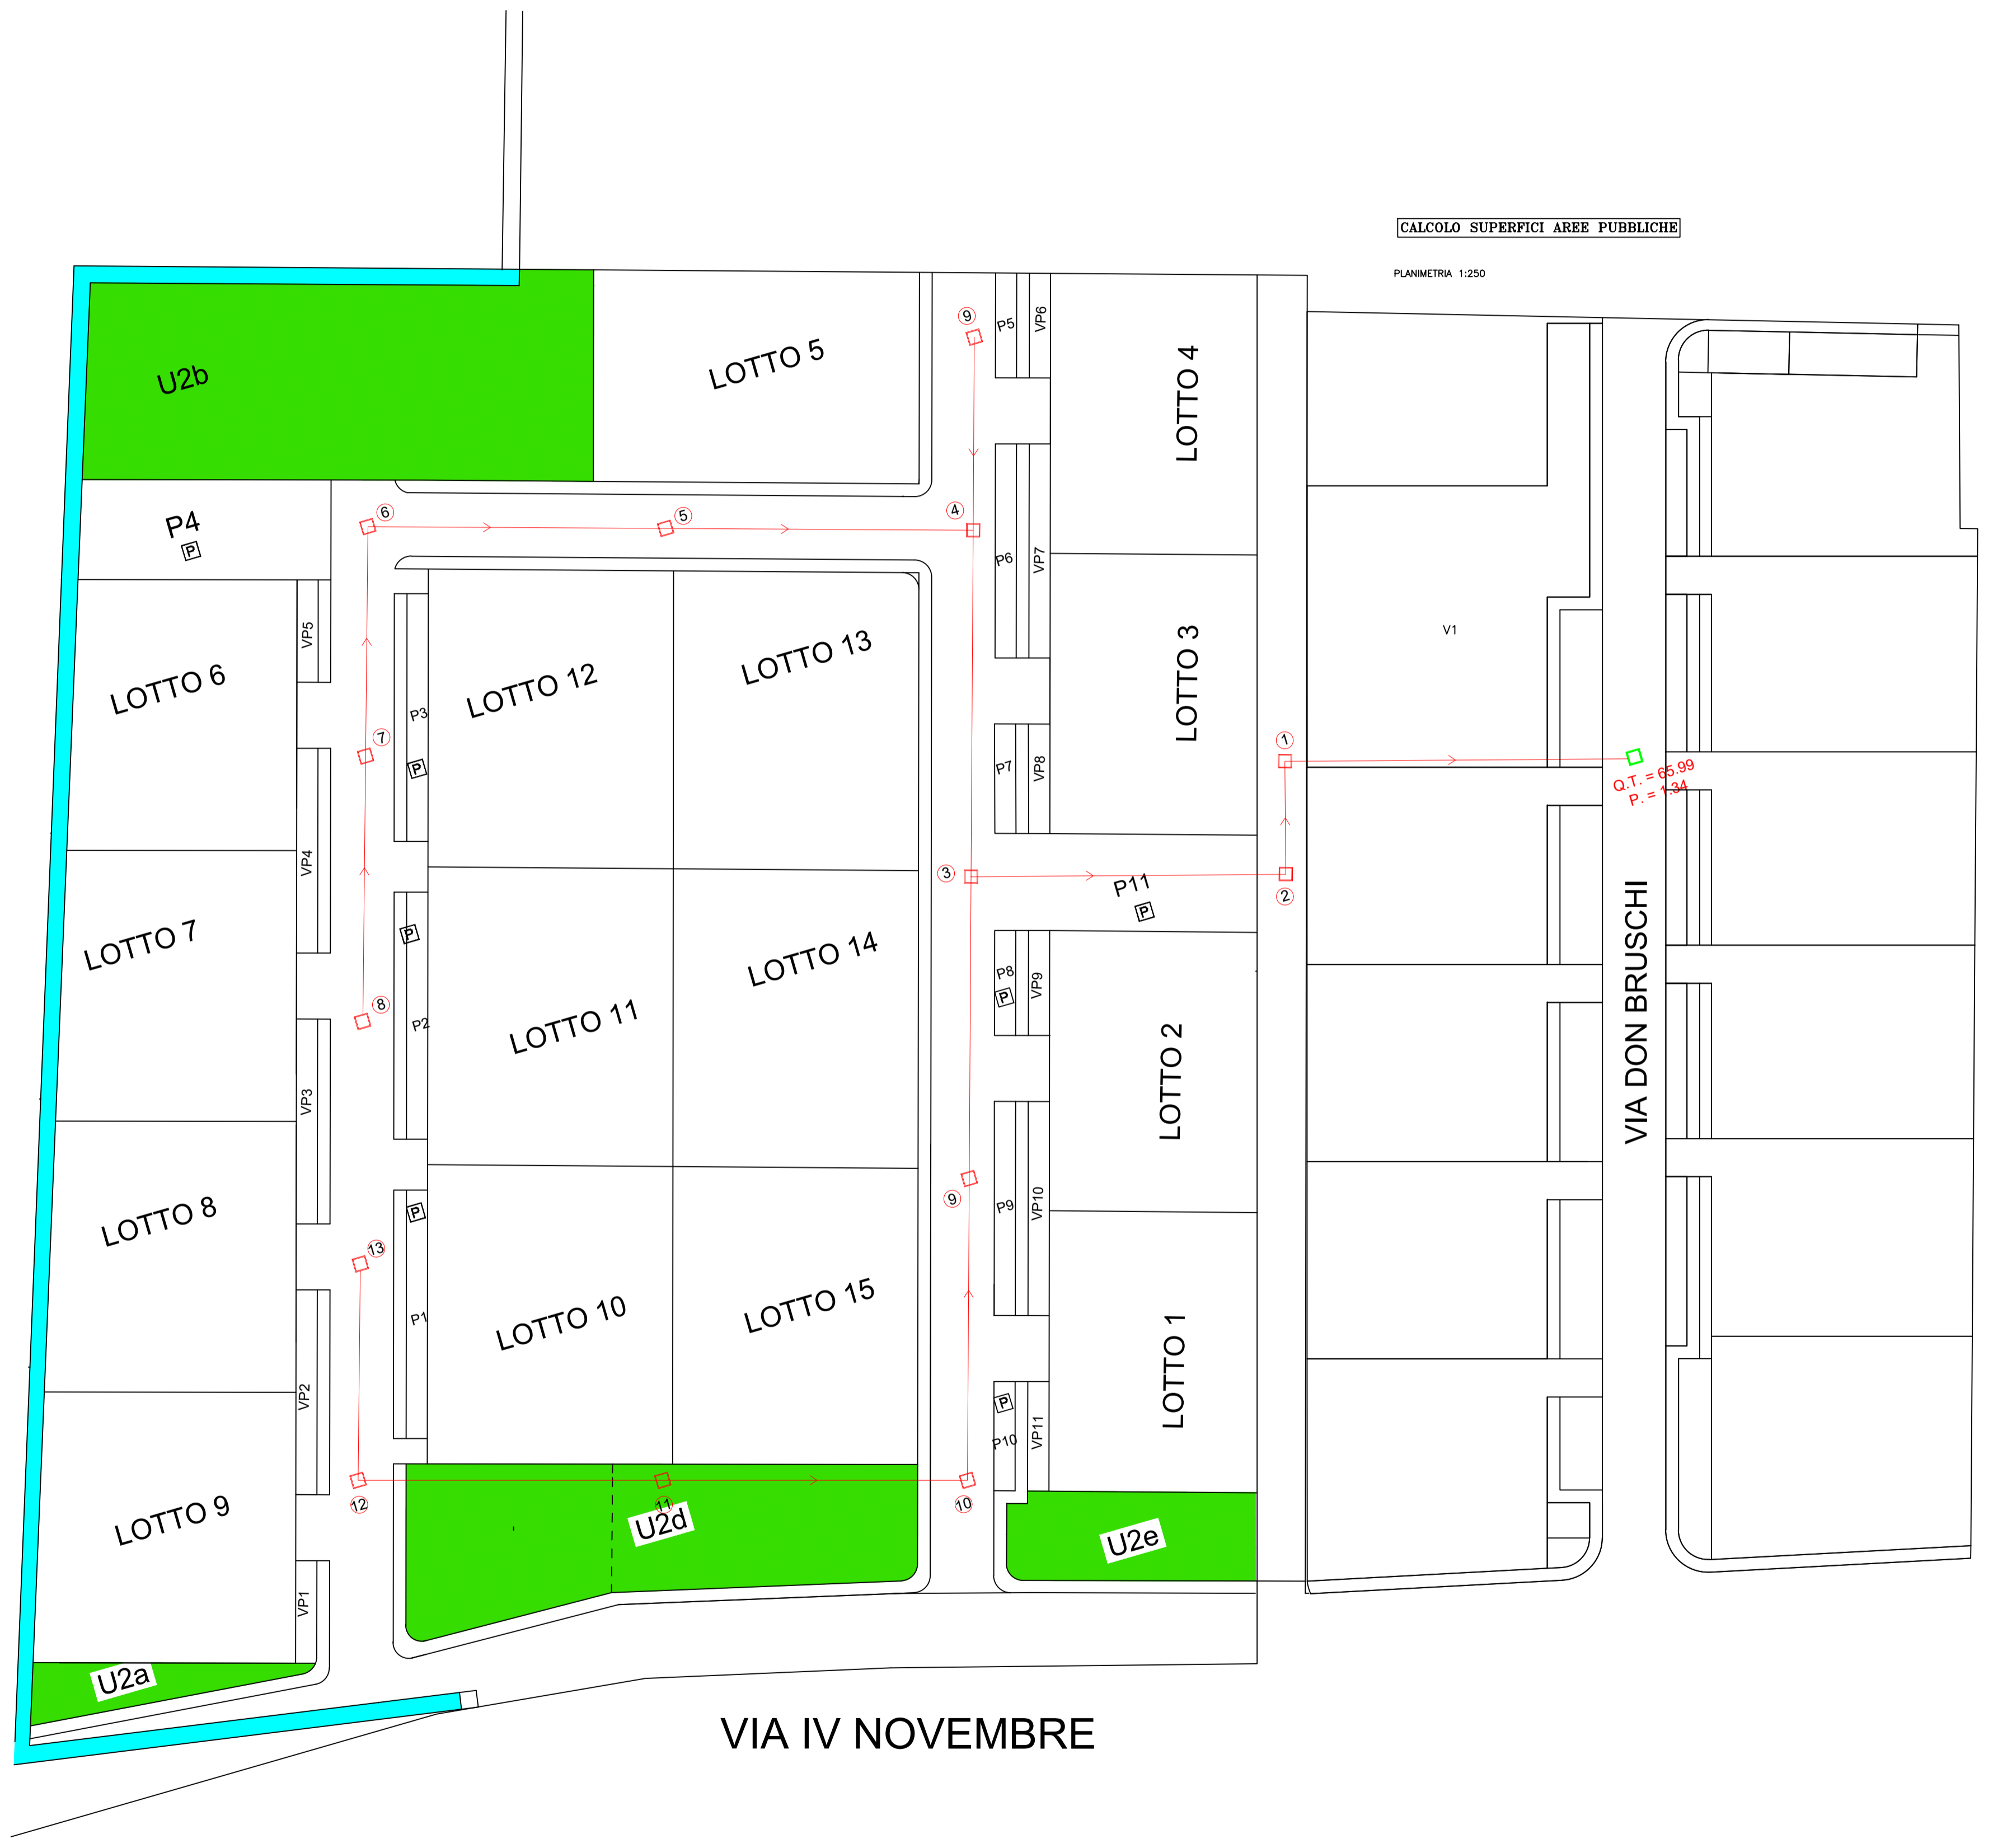 CALCOLO SUPERFICI AREE PUBBLICHE
PLANIMETRIA 1:250
9
P5
VP6
LOTTO 5
LOTTO 4
U2b
P4
P
6
5
4
P6
VP7
VP5
LOTTO 6
LOTTO 12
LOTTO 13
LOTTO 3
V1
P3
P
7
P7
VP8
1
Q.T. = 65.99
P. = 1.34
VP4
3
P11
P
2
LOTTO 7
P
LOTTO 14
P8
P
VP9
8
P2
LOTTO 11
LOTTO 2
VIA DON BRUSCHI
VP3
9
P9
VP10
LOTTO 8
P
13
P1
LOTTO 10
LOTTO 15
LOTTO 1
VP2
P
P10
VP11
12
11
10
LOTTO 9
U2d
U2e
VP1
U2a
VIA IV NOVEMBRE